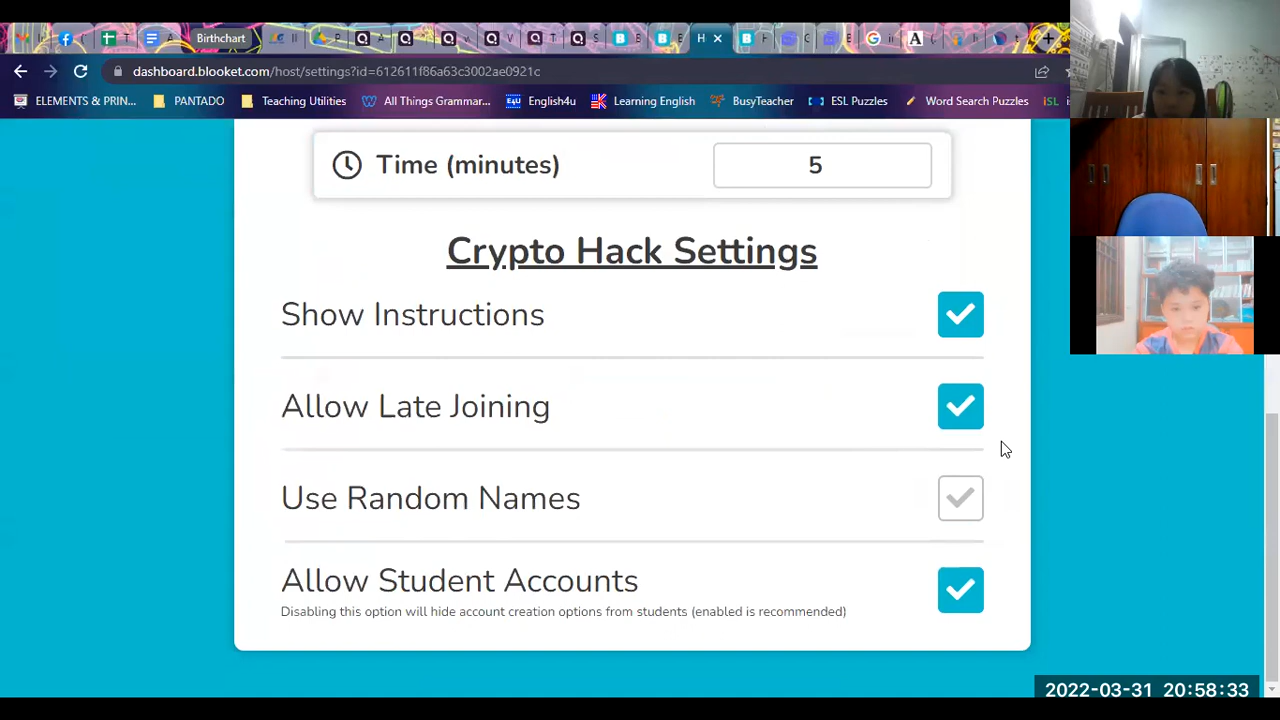 Birthchart
H
dashboard.blooket.com/host/settings?id=612611f86a63c3002ae0921c
ELEMENTS & PRIN...
PANTADO
Teaching Utilities
All Things Grammar...
English4u
Learning English
BusyTeacher
ESL Puzzles
Word Search Puzzles
iSL
Time (minutes)
5
Crypto Hack Settings
Show Instructions
Allow Late Joining
Use Random Names
Allow Student Accounts
Disabling this option will hide account creation options from students (enabled is recommended)
2022-03-31 20:58:33